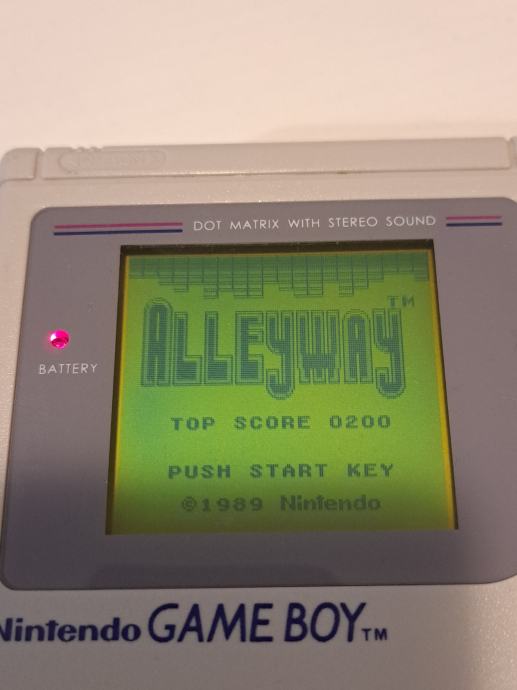 DOT MATRIX WITH STEREO SOUND
BATTERY
ALLEYWAY™
TOP SCORE 0200
PUSH START KEY
©1989 Nintendo
Nintendo GAME BOY™